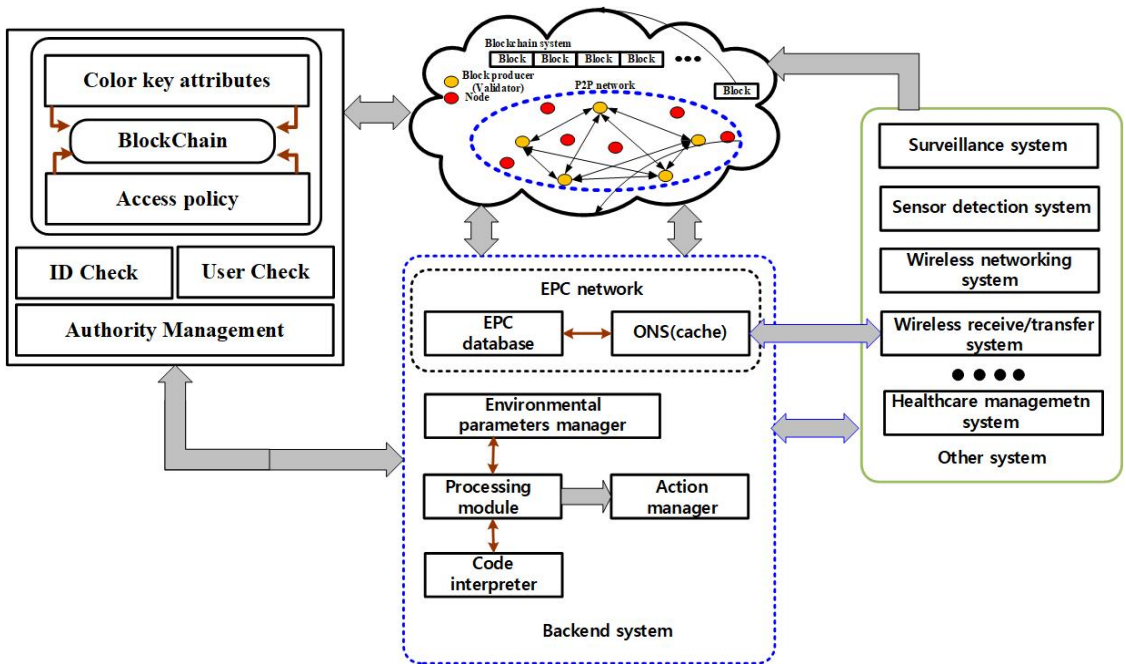 Color key attributes
BlockChain
Access policy
ID Check
User Check
Authority Management
Blockchain system
Block Block Block Block
Block
Block producer
(Validator)
Node
P2P network
EPC network
EPC
database
ONS(cache)
Environmental
parameters manager
Processing
module
Action
manager
Code
interpreter
Backend system
Surveillance system
Sensor detection system
Wireless networking
system
Wireless receive/transfer
system
Healthcare managemetn
system
Other system